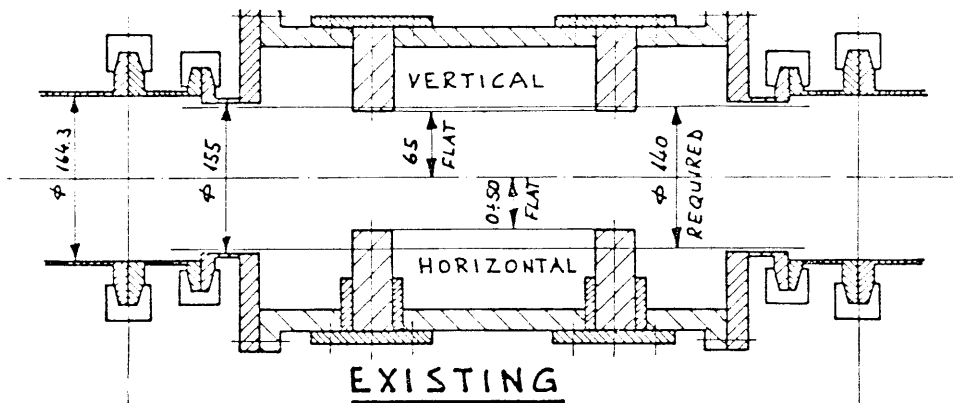 VERTICAL
φ 164.3
φ 155
65
FLAT
φ 140
REQUIRED
0÷50
FLAT
HORIZONTAL
EXISTING